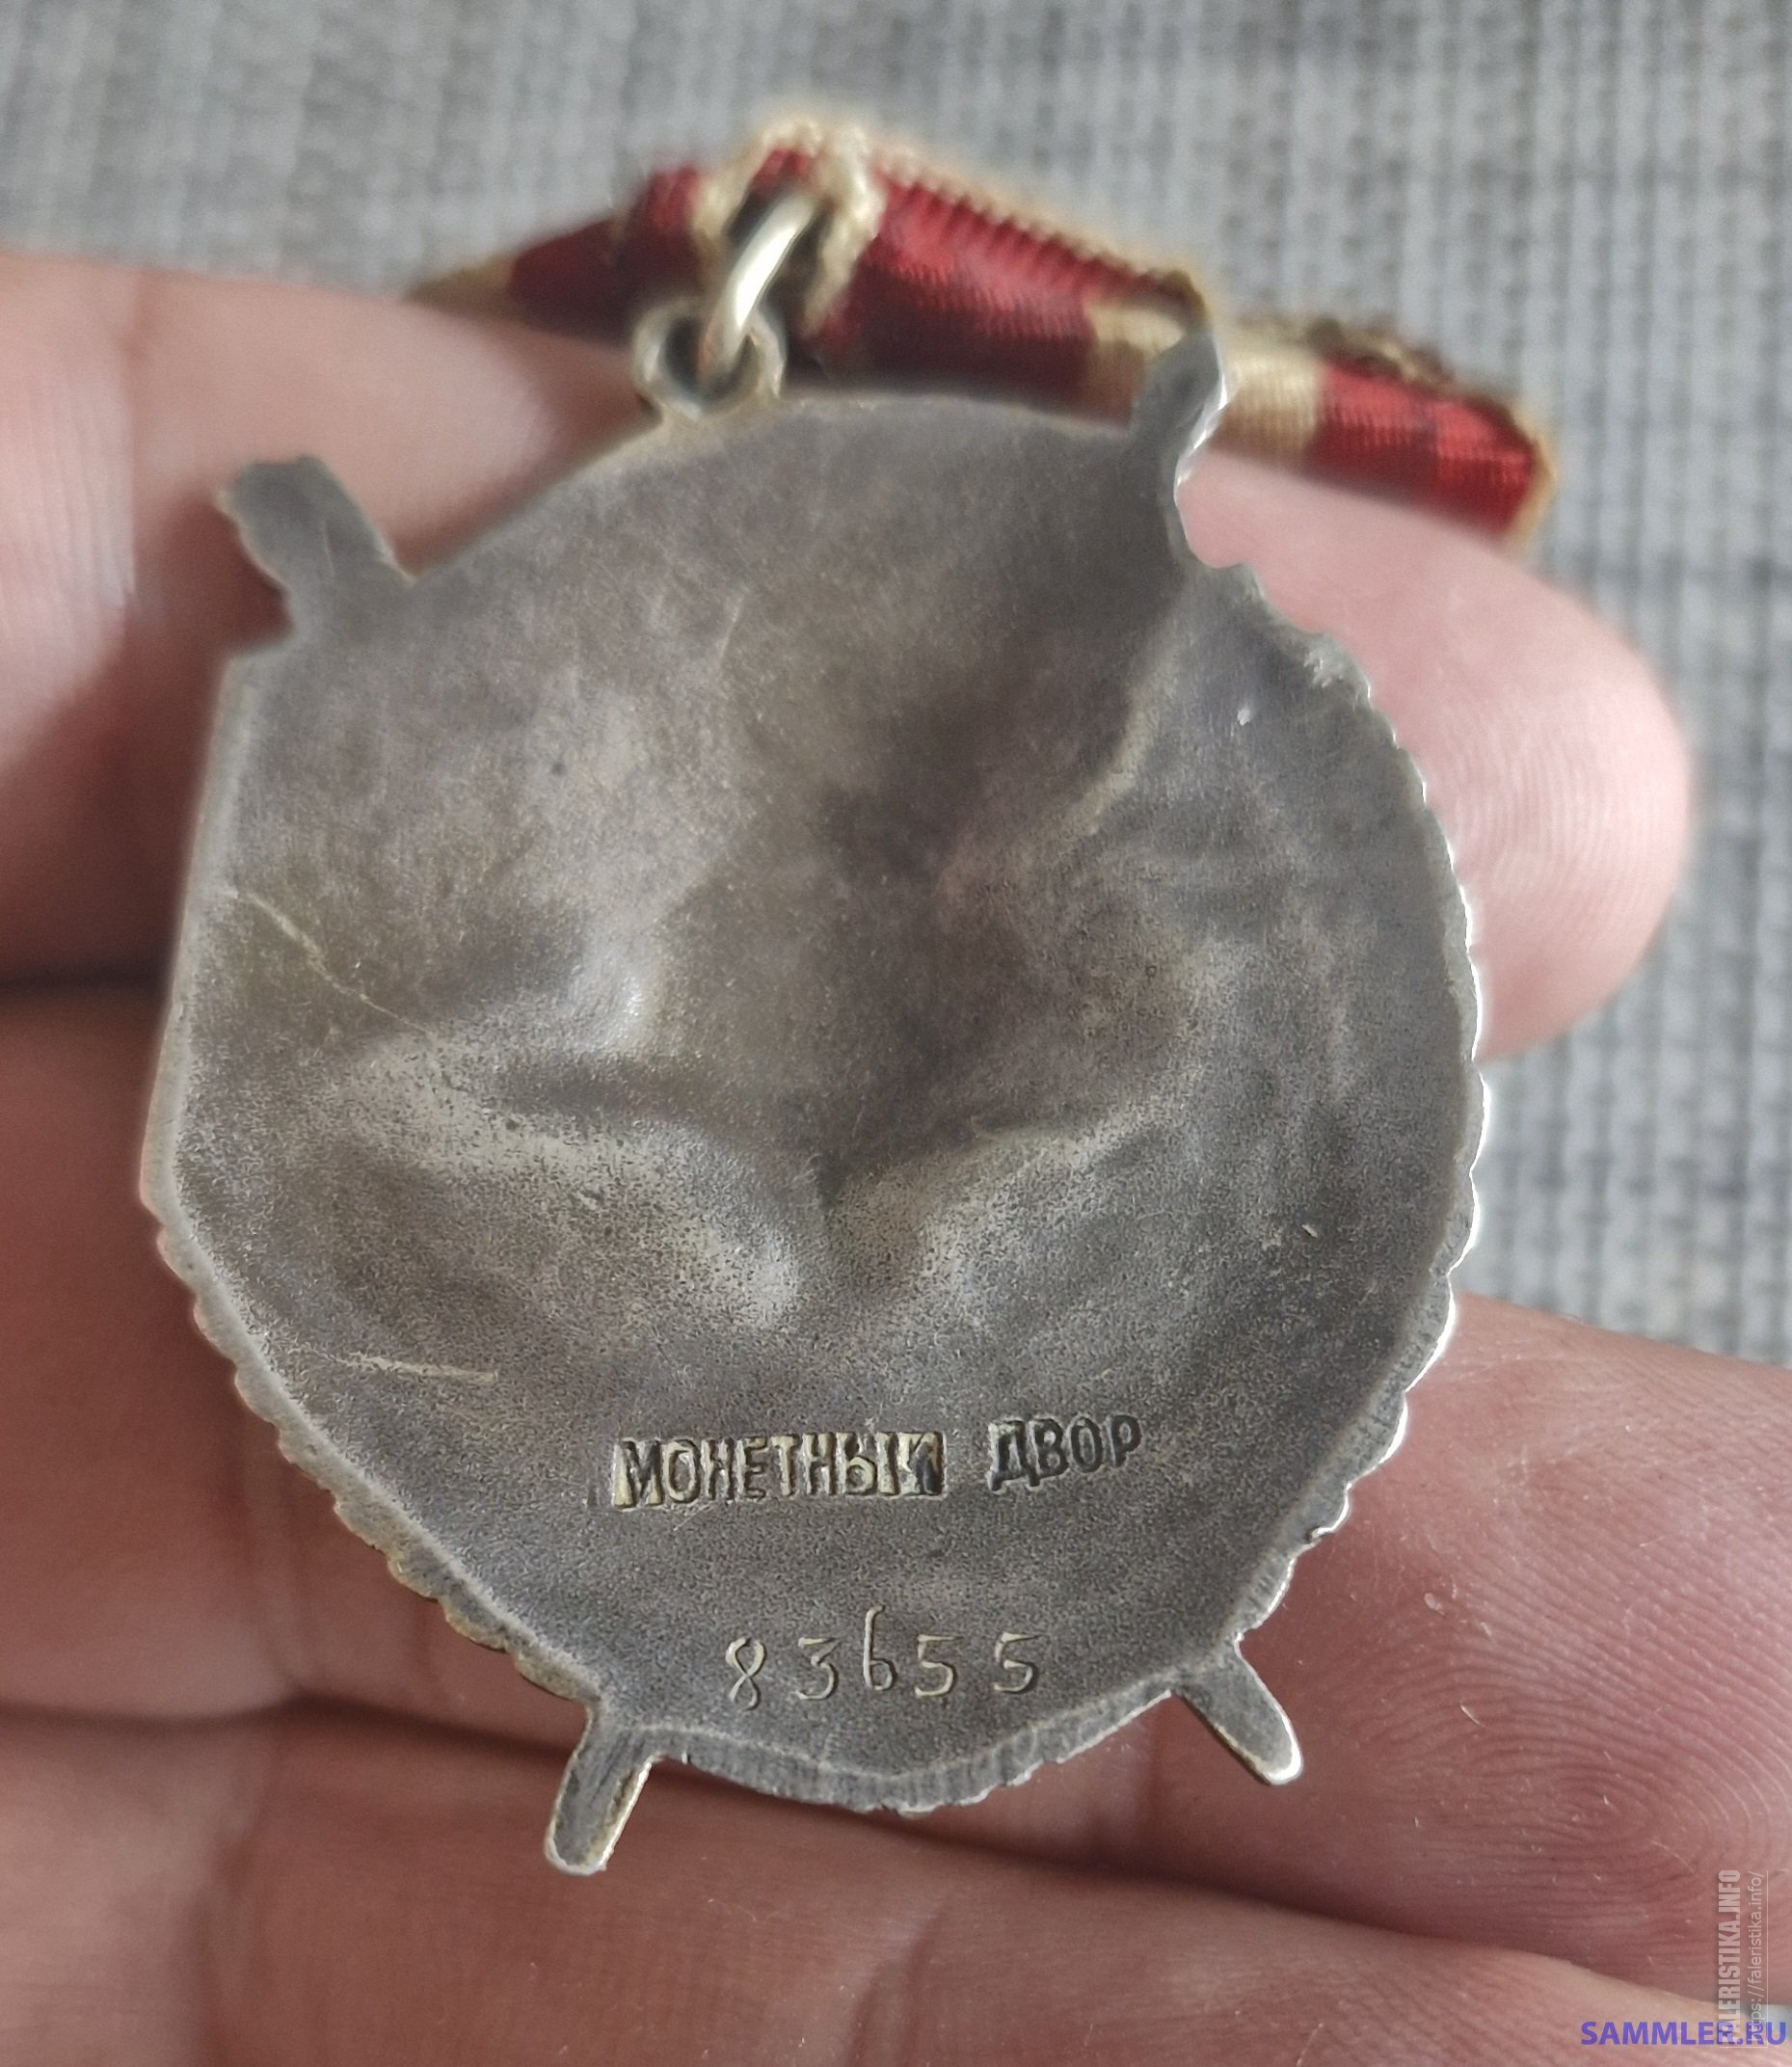 МОНЕТНЫЙ ДВОР
83655
FALERISTIKA.INFO
https://faleristika.info/
SAMMLER.RU